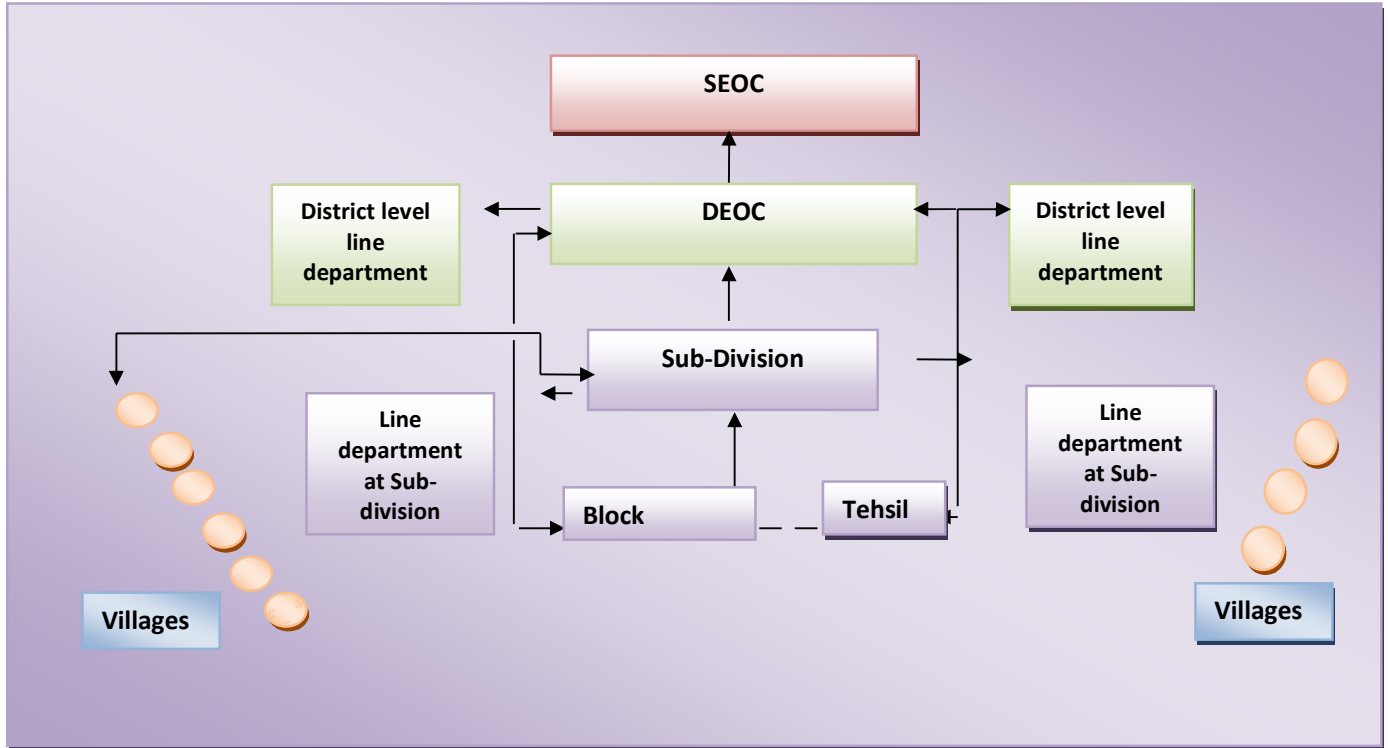 SEOC
District level
line
department
DEOC
District level
line
department
Sub-Division
Line
department
at Sub-
division
Line
department
at Sub-
division
Block
Tehsil
Villages
Villages